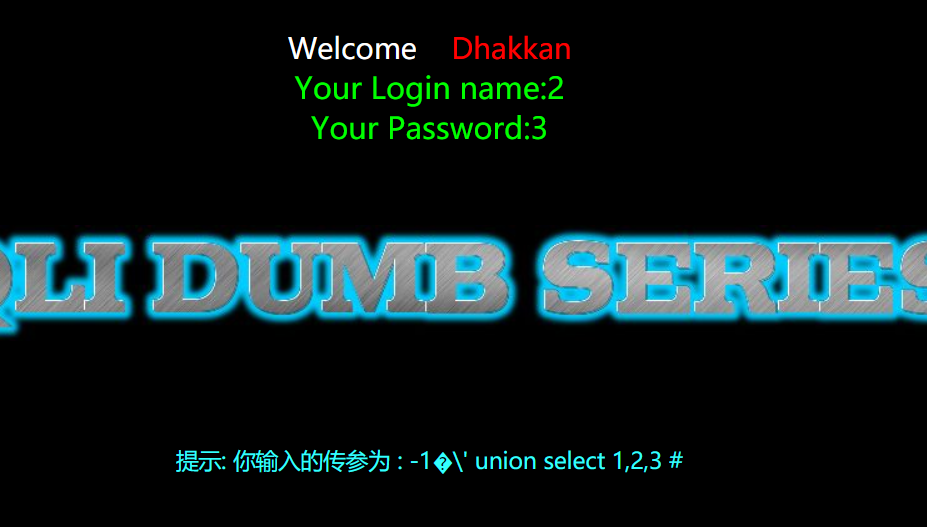 Welcome Dhakkan
Your Login name:2
Your Password:3
QLI DUMB SERIES
提示: 你输入的传参为 : -1�\' union select 1,2,3 #